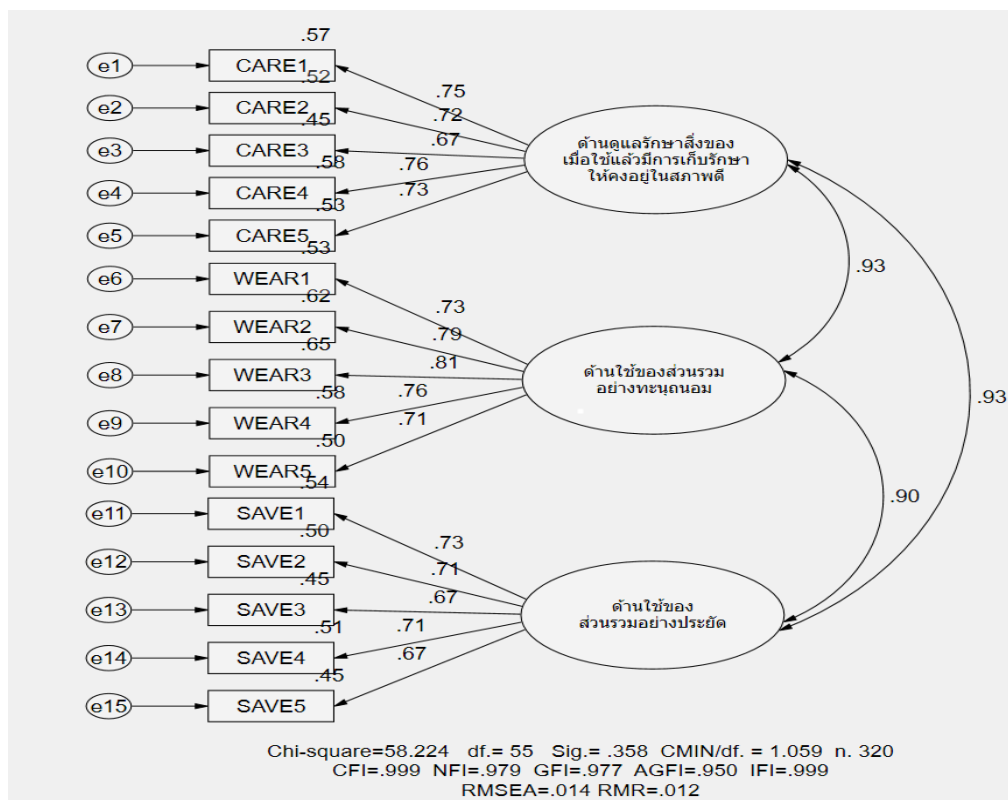 .57
e1 CARE1 .75
.52
e2 CARE2 .72
.45
e3 CARE3 .67
.58
e4 CARE4 .76
.53
e5 CARE5 .73
ด้านดูแลรักษาสิ่งของ
เมื่อใช้แล้วมีการเก็บรักษา
ให้คงอยู่ในสภาพดี
.53
e6 WEAR1 .73
.62
e7 WEAR2 .79
.65
e8 WEAR3 .81
.58
e9 WEAR4 .76
.50
e10 WEAR5 .71
ด้านใช้ของส่วนรวม
อย่างทะนุถนอม
.93
.93
.90
.54
e11 SAVE1 .73
.50
e12 SAVE2 .71
.45
e13 SAVE3 .67
.51
e14 SAVE4 .71
.45
e15 SAVE5 .67
ด้านใช้ของ
ส่วนรวมอย่างประยัด
Chi-square=58.224 df.= 55 Sig.= .358 CMIN/df. = 1.059 n. 320
CFI=.999 NFI=.979 GFI=.977 AGFI=.950 IFI=.999
RMSEA=.014 RMR=.012